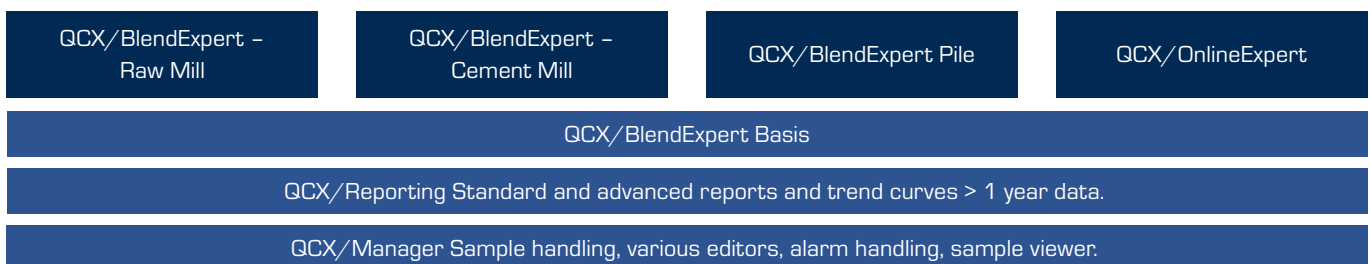 QCX/BlendExpert –
Raw Mill
QCX/BlendExpert –
Cement Mill
QCX/BlendExpert Pile
QCX/OnlineExpert
QCX/BlendExpert Basis
QCX/Reporting Standard and advanced reports and trend curves > 1 year data.
QCX/Manager Sample handling, various editors, alarm handling, sample viewer.